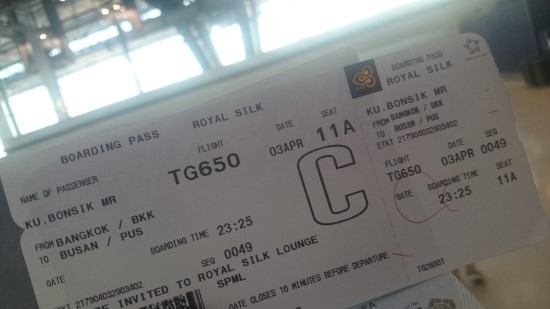 BOARDING PASS ROYAL SILK
NAME OF PASSENGER FLIGHT DATE SEAT
KU.BONSIK MR TG650 03APR 11A
FROM BANGKOK / BKK
TO BUSAN / PUS
BOARDING TIME 23:25
C
GATE SEQ 0049
ETKT 217904032903402
INVITED TO ROYAL SILK LOUNGE
SPML
GATE CLOSES 10 MINUTES BEFORE DEPARTURE
BOARDING PASS
ROYAL SILK
KU.BONSIK MR
FROM BANGKOK / BKK
TO BUSAN / PUS
ETKT 217904032903402
FLIGHT DATE SEQ
TG650 03APR 0049
GATE BOARDING TIME SEAT
23:25 11A